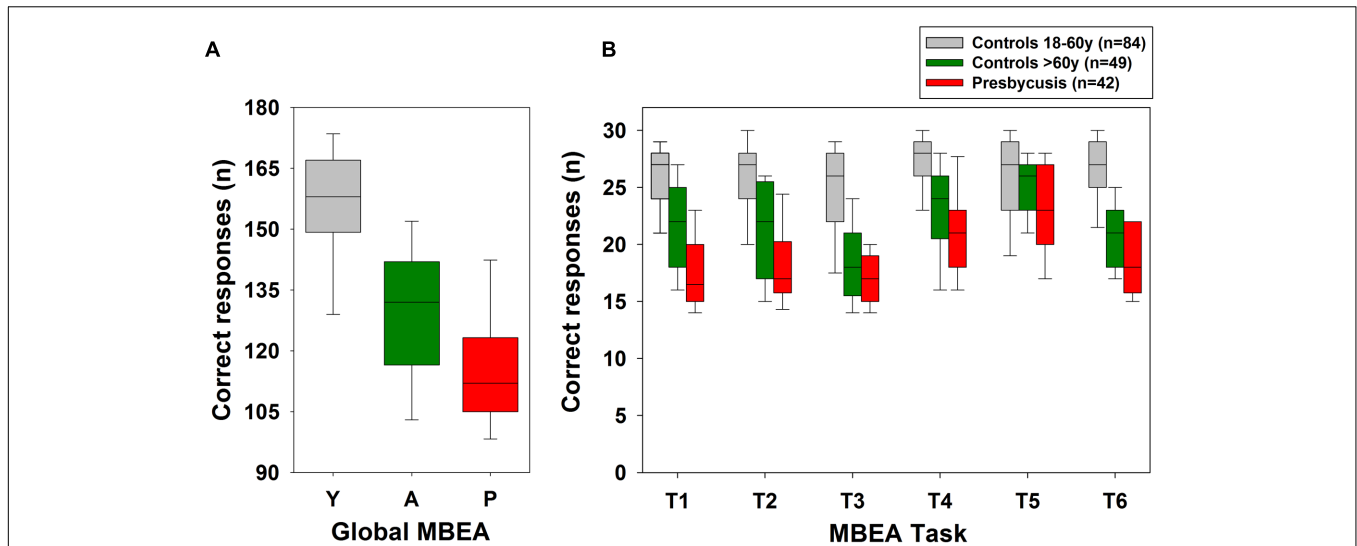 A
B
Controls 18-60y (n=84)
Controls >60y (n=49)
Presbycusis (n=42)
Correct responses (n)
180
165
150
135
120
105
90
Y A P
Global MBEA
Correct responses (n)
30
25
20
15
10
5
0
T1 T2 T3 T4 T5 T6
MBEA Task